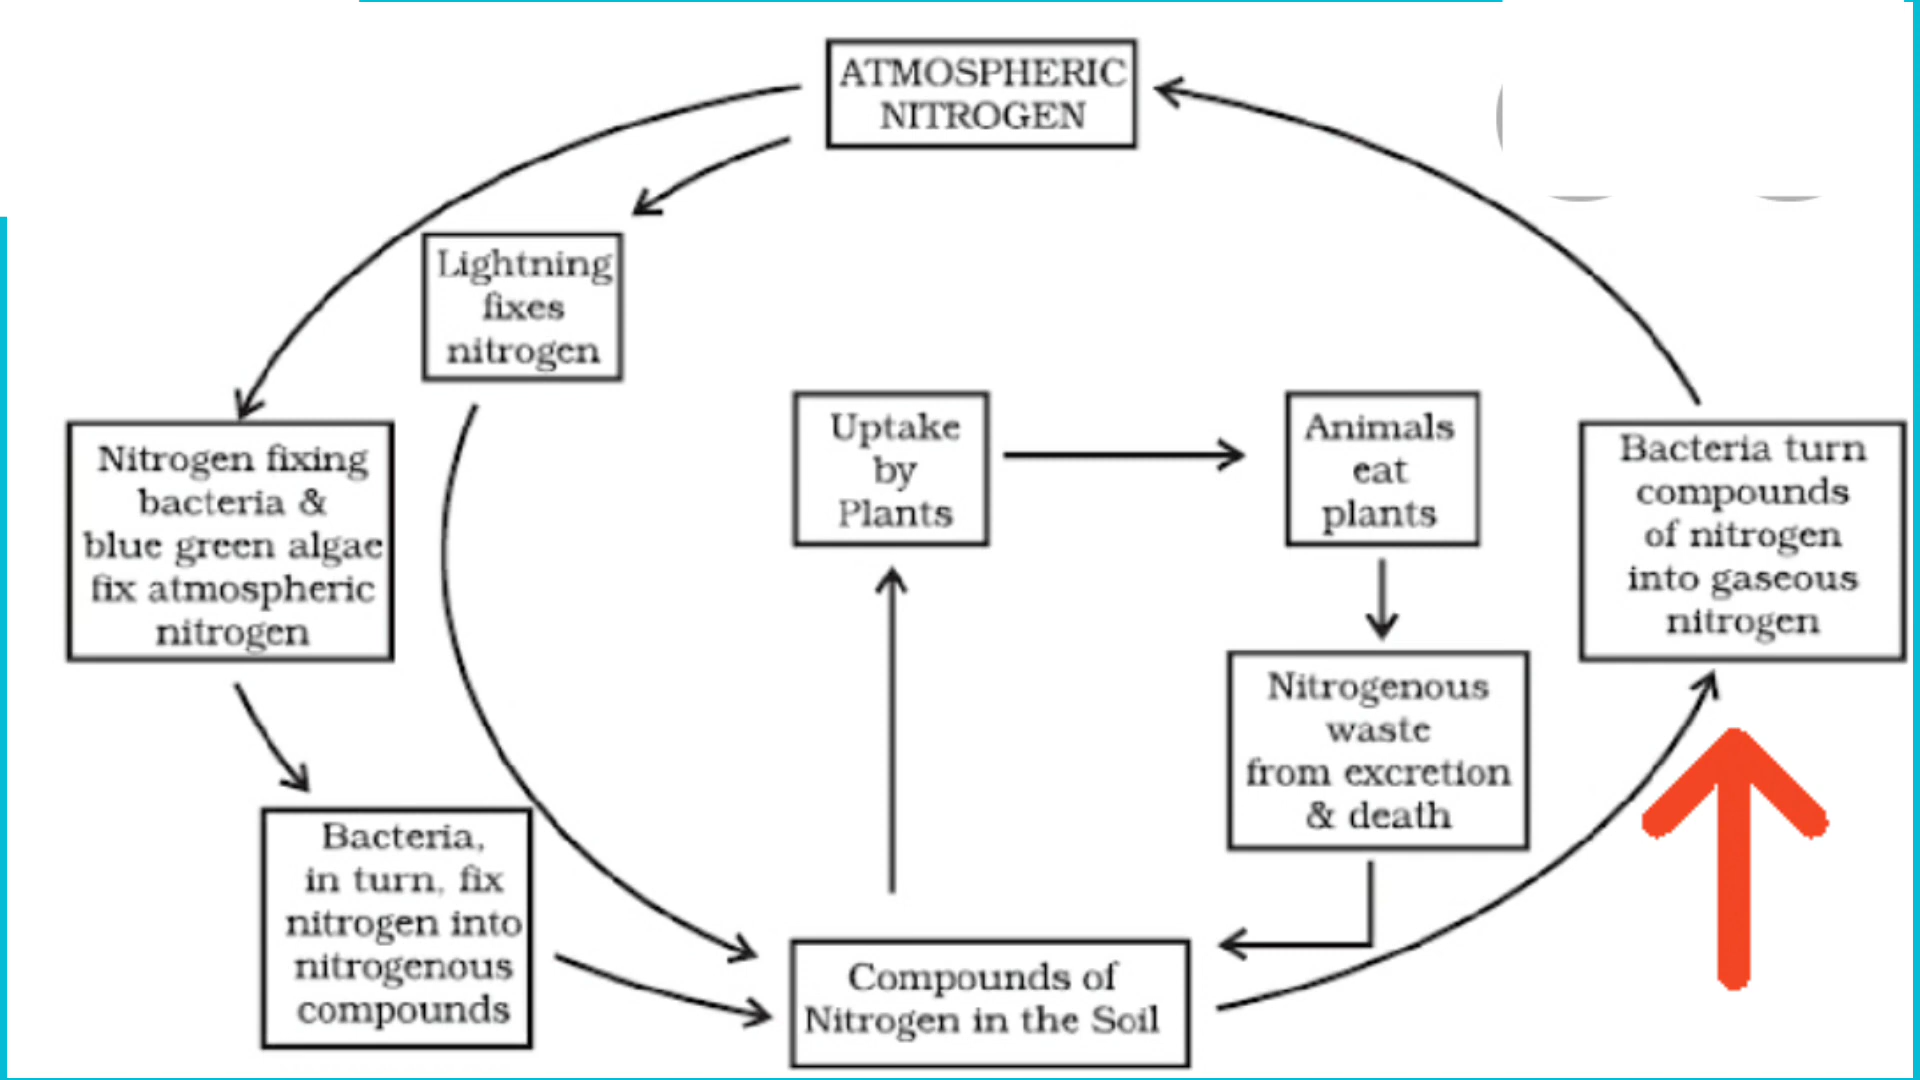 ATMOSPHERIC
NITROGEN
Lightning
fixes
nitrogen
Nitrogen fixing
bacteria &
blue green algae
fix atmospheric
nitrogen
Uptake
by
Plants
Animals
eat
plants
Bacteria turn
compounds
of nitrogen
into gaseous
nitrogen
Nitrogenous
waste
from excretion
& death
Bacteria,
in turn, fix
nitrogen into
nitrogenous
compounds
Compounds of
Nitrogen in the Soil